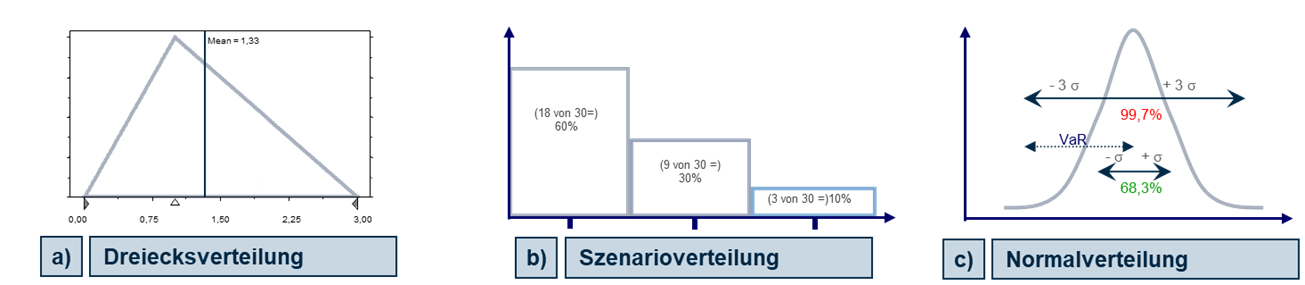 Mean = 1,33
0,00 0,75 1,50 2,25 3,00
a) Dreiecksverteilung
(18 von 30=)
60%
(9 von 30 =)
30%
(3 von 30 =)10%
b) Szenarioverteilung
- 3 σ + 3 σ
99,7%
VaR
- σ + σ
68,3%
c) Normalverteilung